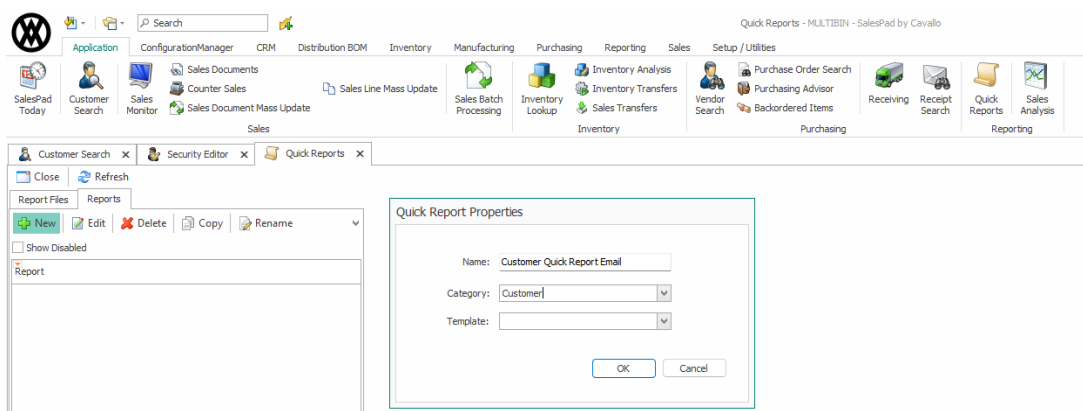 Search
Quick Reports - MULTIBIN - SalesPad by Cavallo
Application ConfigurationManager CRM Distribution BOM Inventory Manufacturing Purchasing Reporting Sales Setup / Utilities
SalesPad Today
Customer Search
Sales Monitor
Sales Documents
Counter Sales
Sales Document Mass Update
Sales Line Mass Update
Sales Batch Processing
Inventory Lookup
Inventory Analysis
Inventory Transfers
Sales Transfers
Vendor Search
Purchase Order Search
Purchasing Advisor
Backordered Items
Receiving
Receipt Search
Quick Reports
Sales Analysis
Sales Inventory Purchasing Reporting
Customer Search Security Editor Quick Reports
Close Refresh
Report Files Reports
New Edit Delete Copy Rename
Show Disabled
Report
Quick Report Properties
Name: Customer Quick Report Email
Category: Customer
Template:
OK Cancel